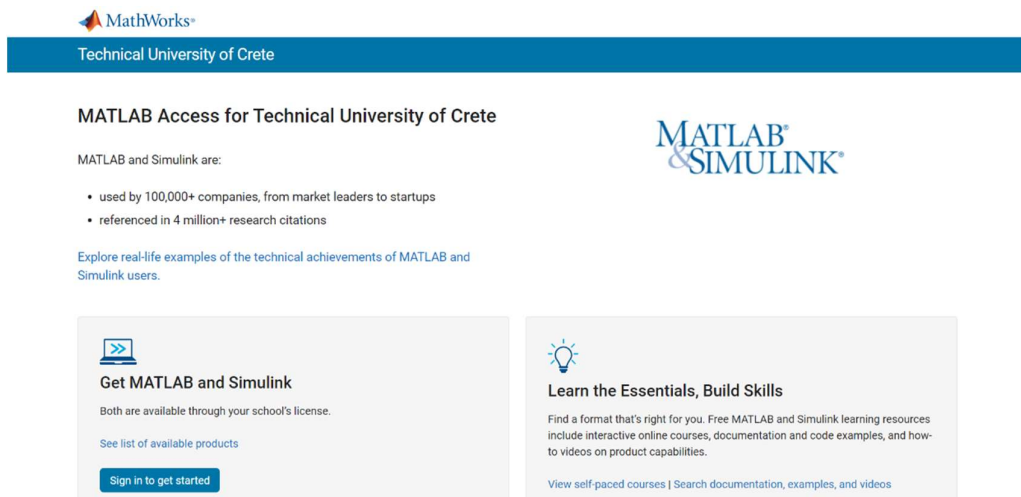 MathWorks®
Technical University of Crete
MATLAB Access for Technical University of Crete
MATLAB and Simulink are:
• used by 100,000+ companies, from market leaders to startups
• referenced in 4 million+ research citations
Explore real-life examples of the technical achievements of MATLAB and
Simulink users.
MATLAB®
&SIMULINK®
Get MATLAB and Simulink
Both are available through your school's license.
See list of available products
Sign in to get started
Learn the Essentials, Build Skills
Find a format that's right for you. Free MATLAB and Simulink learning resources
include interactive online courses, documentation and code examples, and how-
to videos on product capabilities.
View self-paced courses | Search documentation, examples, and videos